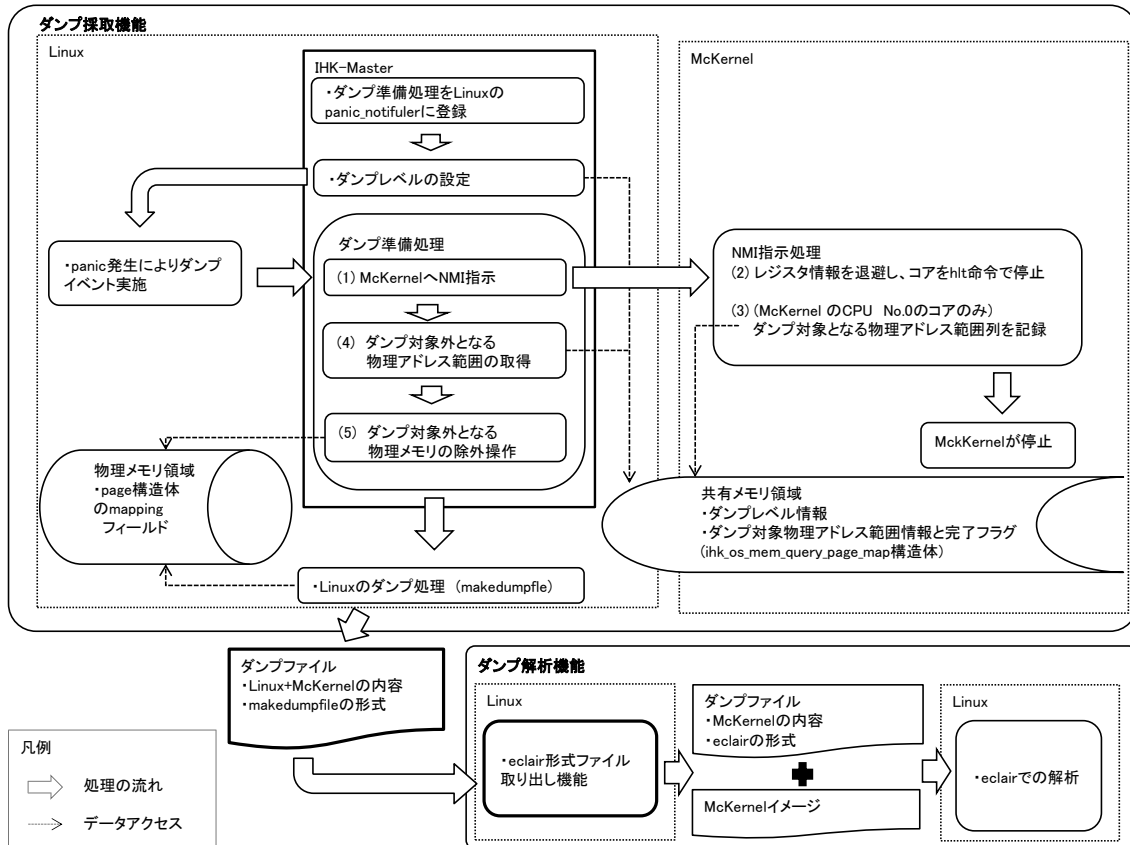 ダンプ採取機能
Linux
IHK-Master
・ダンプ準備処理をLinuxの
panic_notifulerに登録
・ダンプレベルの設定
・panic発生によりダンプ
イベント実施
ダンプ準備処理
(1) McKernelへNMI指示
(4) ダンプ対象外となる
物理アドレス範囲の取得
(5) ダンプ対象外となる
物理メモリの除外操作
物理メモリ領域
・page構造体
のmapping
フィールド
・Linuxのダンプ処理 (makedumpfle)
McKernel
NMI指示処理
(2) レジスタ情報を退避し、コアをhlt命令で停止
(3) (McKernel のCPU No.0のコアのみ)
ダンプ対象となる物理アドレス範囲列を記録
MckKernelが停止
共有メモリ領域
・ダンプレベル情報
・ダンプ対象物理アドレス範囲情報と完了フラグ
(ihk_os_mem_query_page_map構造体)
ダンプファイル
・Linux+McKernelの内容
・makedumpfileの形式
ダンプ解析機能
Linux
・eclair形式ファイル
取り出し機能
ダンプファイル
・McKernelの内容
・eclairの形式
McKernelイメージ
Linux
・eclairでの解析
凡例
処理の流れ
データアクセス